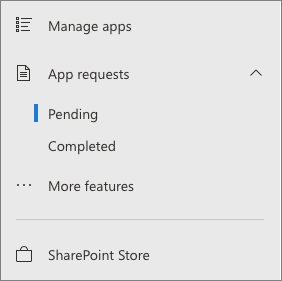 Manage apps
App requests
Pending
Completed
More features
SharePoint Store